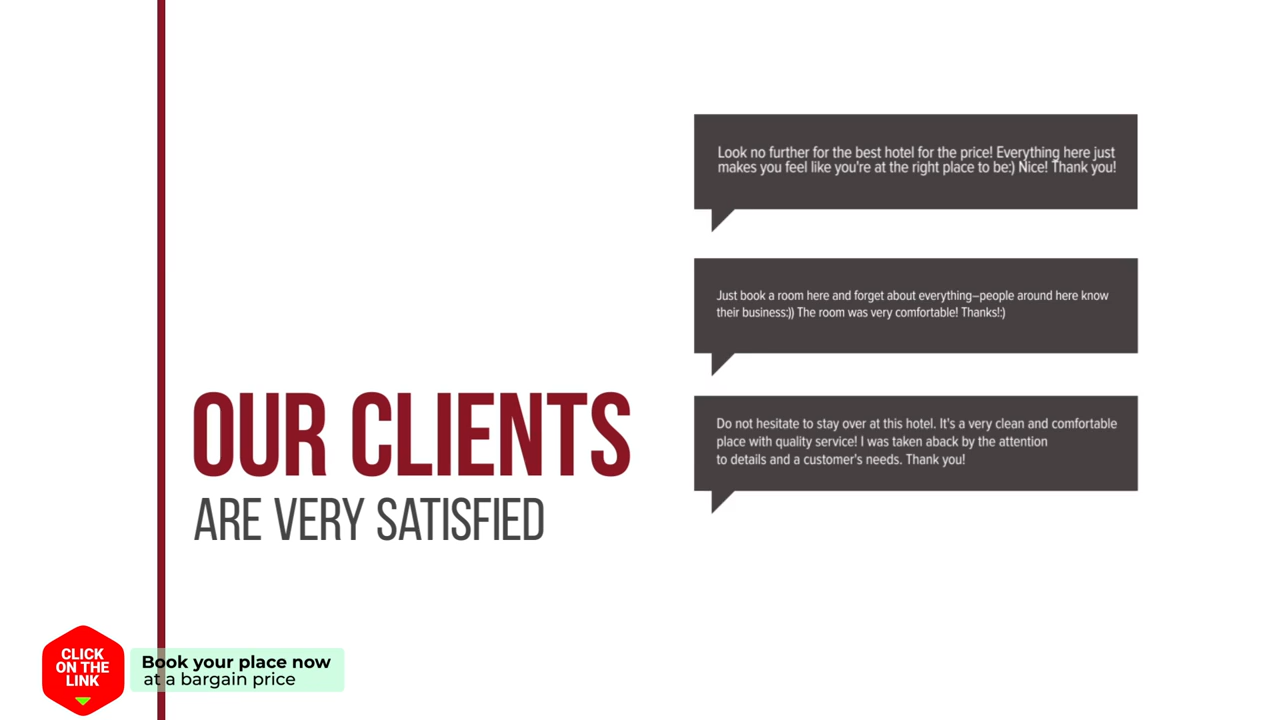 Look no further for the best hotel for the price! Everything here just
makes you feel like you're at the right place to be:) Nice! Thank you!
Just book a room here and forget about everything–people around here know
their business:)) The room was very comfortable! Thanks!:)
Do not hesitate to stay over at this hotel. It's a very clean and comfortable
place with quality service! I was taken aback by the attention
to details and a customer's needs. Thank you!
OUR CLIENTS
ARE VERY SATISFIED
CLICK
ON THE
LINK
Book your place now
at a bargain price